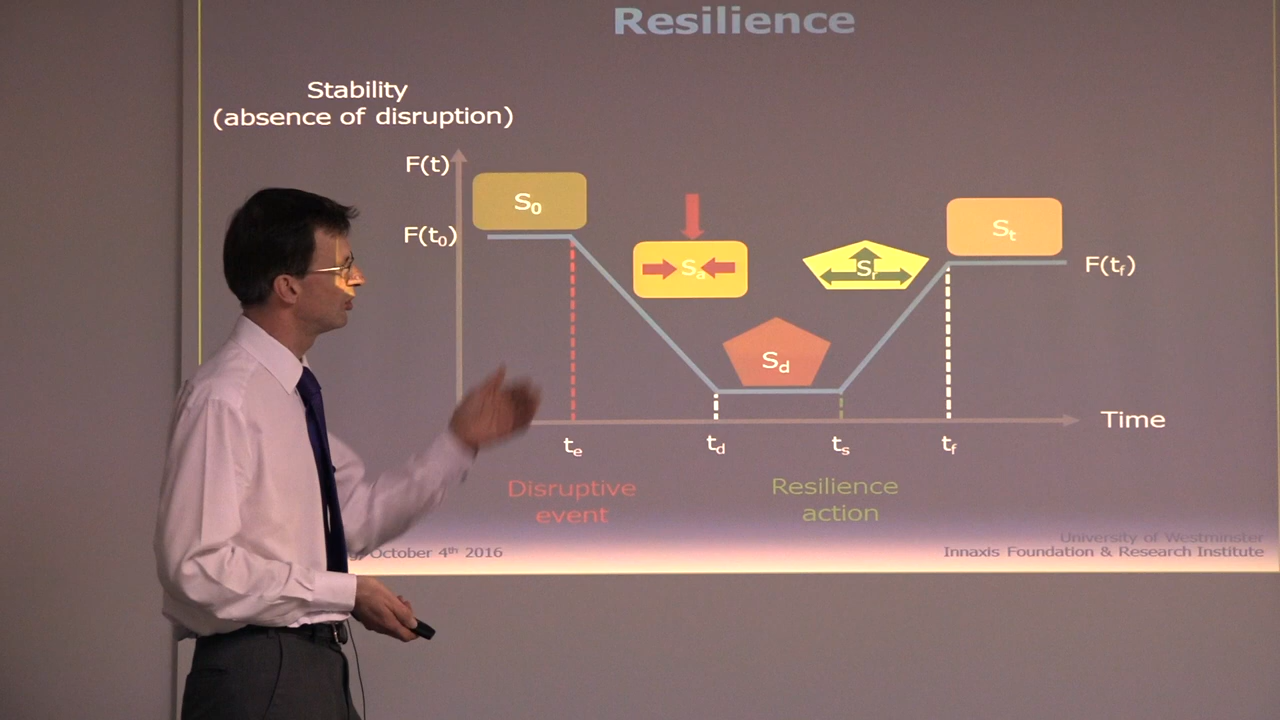 Resilience
Stability
(absence of disruption)
F(t)
S₀
F(t₀)
Sₐ
Sᵣ
Sₜ
F(t_f)
S_d
Time
tₑ
t_d
tₛ
t_f
Disruptive
event
Resilience
action
October 4ᵗʰ 2016
University of Westminster
Innaxis Foundation & Research Institute